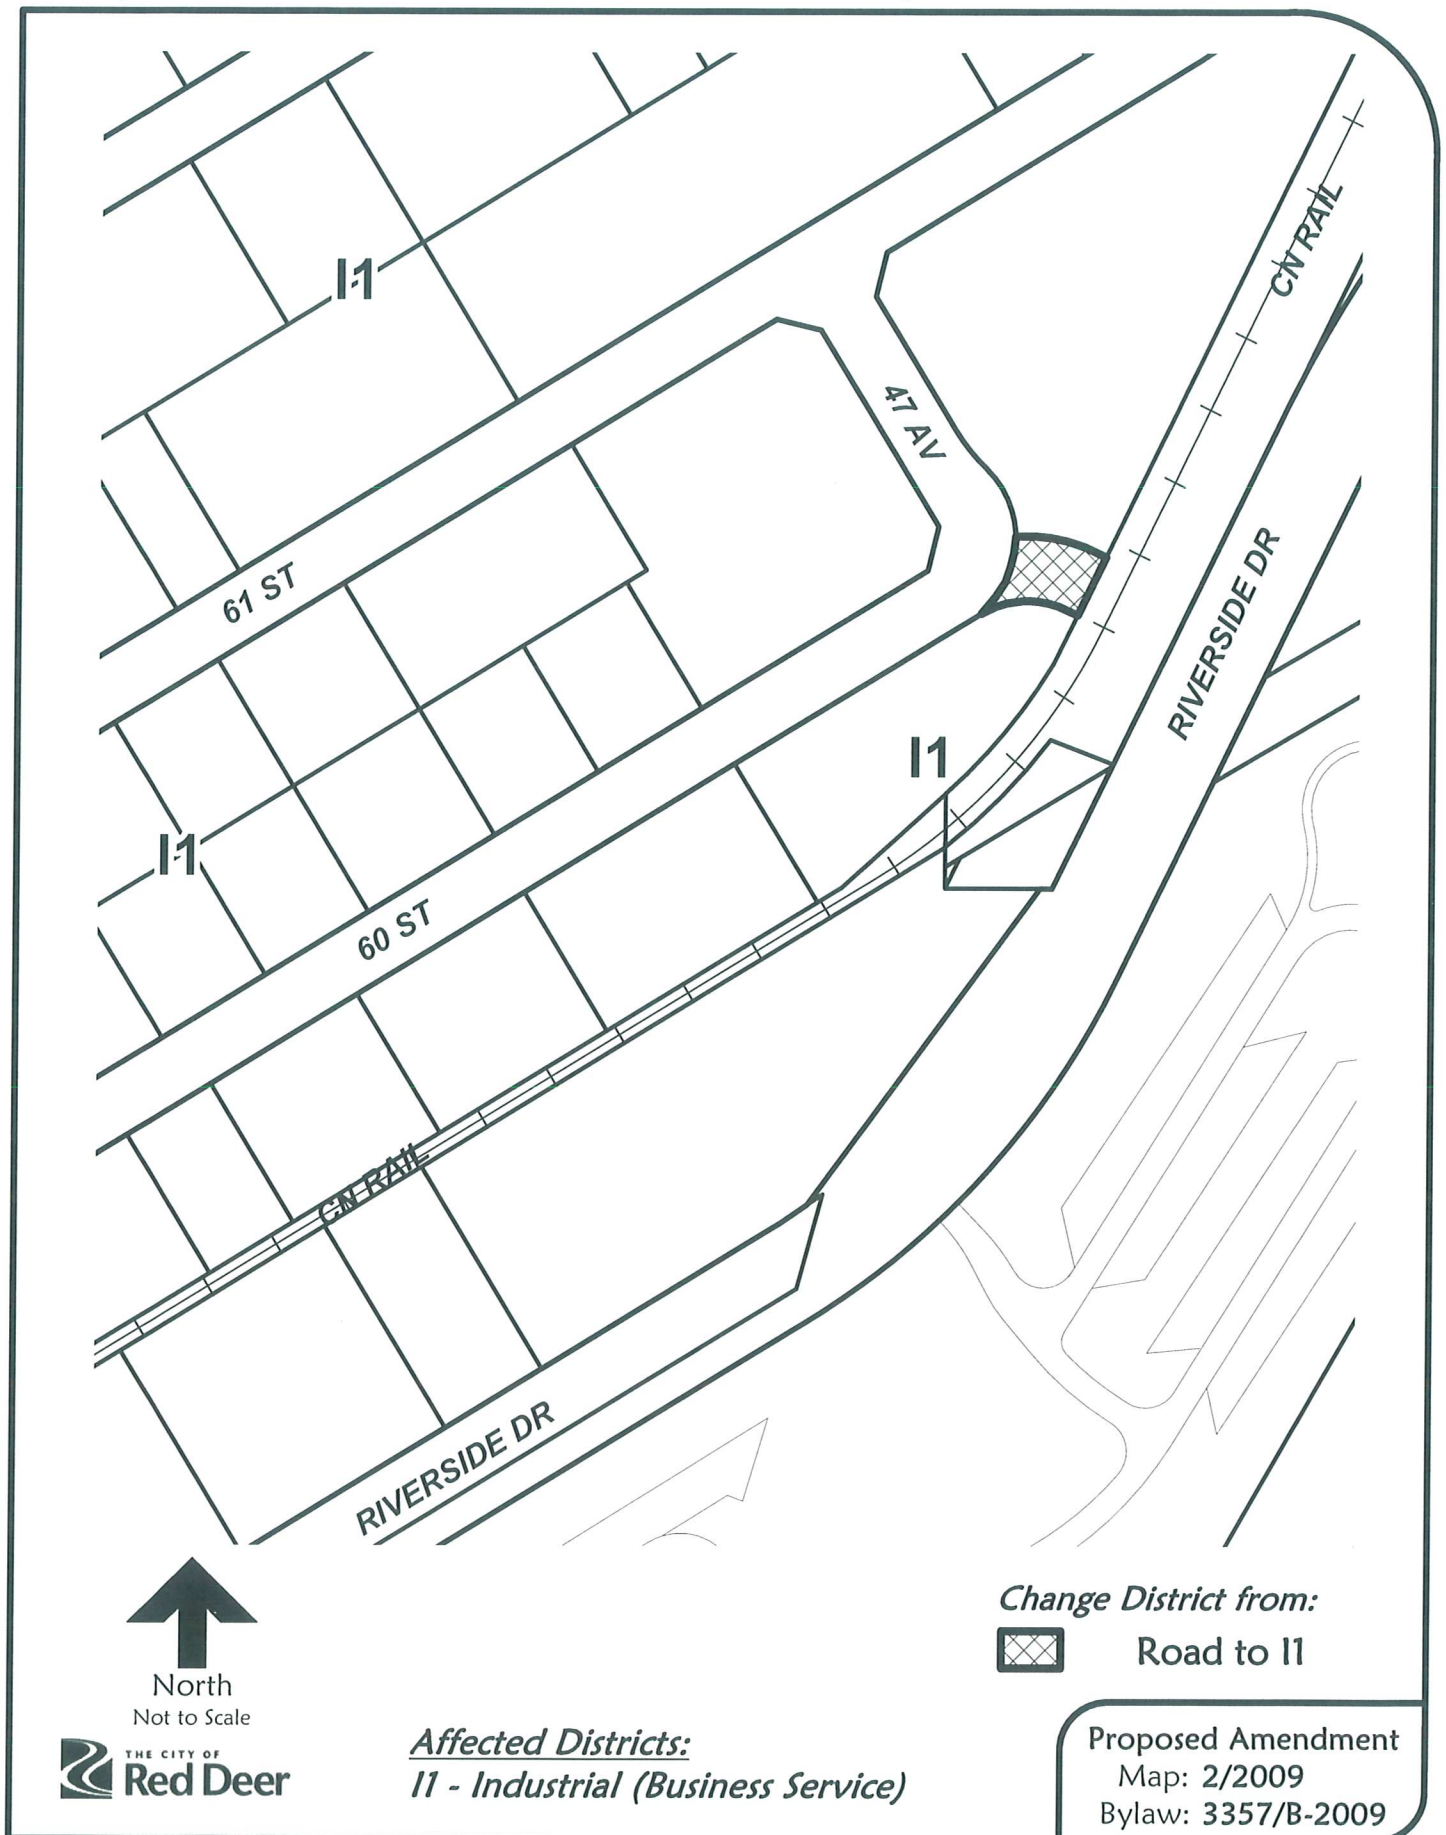 CN RAIL
I1
47 AV
61 ST
RIVERSIDE DR
I1
I1
60 ST
CN RAIL
RIVERSIDE DR
North
Not to Scale
THE CITY OF
Red Deer
Affected Districts:
I1 - Industrial (Business Service)
Change District from:
Road to I1
Proposed Amendment
Map: 2/2009
Bylaw: 3357/B-2009